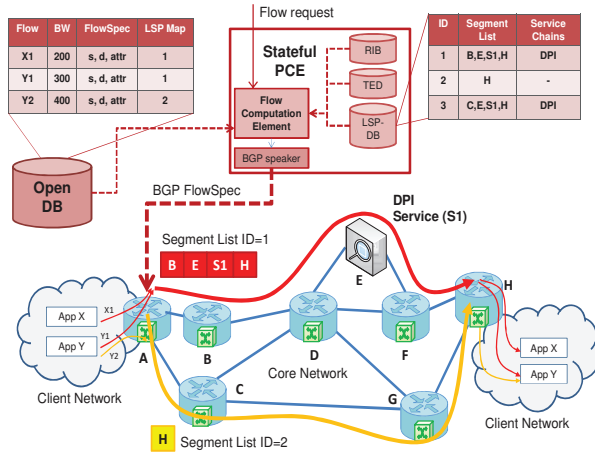 Flow request
Flow BW FlowSpec LSP Map
X1 200 s, d, attr 1
Y1 300 s, d, attr 1
Y2 400 s, d, attr 2
Stateful
PCE
RIB
TED
LSP-
DB
Flow
Computation
Element
BGP speaker
ID Segment List Service Chains
1 B,E,S1,H DPI
2 H -
3 C,E,S1,H DPI
Open
DB
BGP FlowSpec
DPI
Service (S1)
Segment List ID=1
B E S1 H
E
H
App X
X1
App Y
Y1
Y2
A
B
D
F
App X
App Y
Client Network
Core Network
C
G
Client Network
H
Segment List ID=2